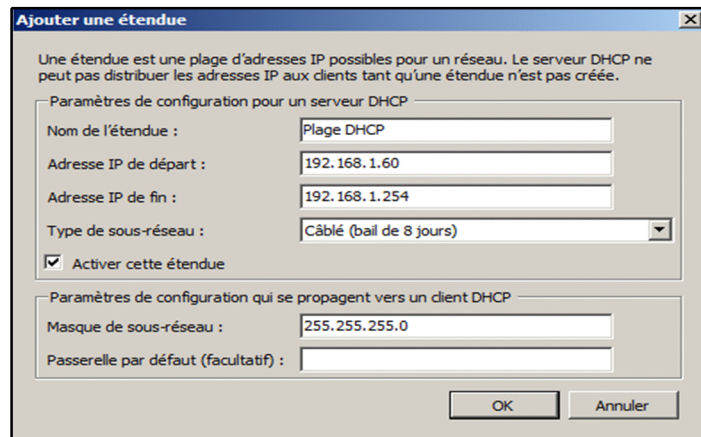 Ajouter une étendue
Une étendue est une plage d'adresses IP possibles pour un réseau. Le serveur DHCP ne
peut pas distribuer les adresses IP aux clients tant qu'une étendue n'est pas créée.
Paramètres de configuration pour un serveur DHCP
Nom de l'étendue : Plage DHCP
Adresse IP de départ : 192.168.1.60
Adresse IP de fin : 192.168.1.254
Type de sous-réseau : Câblé (bail de 8 jours)
Activer cette étendue
Paramètres de configuration qui se propagent vers un client DHCP
Masque de sous-réseau : 255.255.255.0
Passerelle par défaut (facultatif) :
OK Annuler